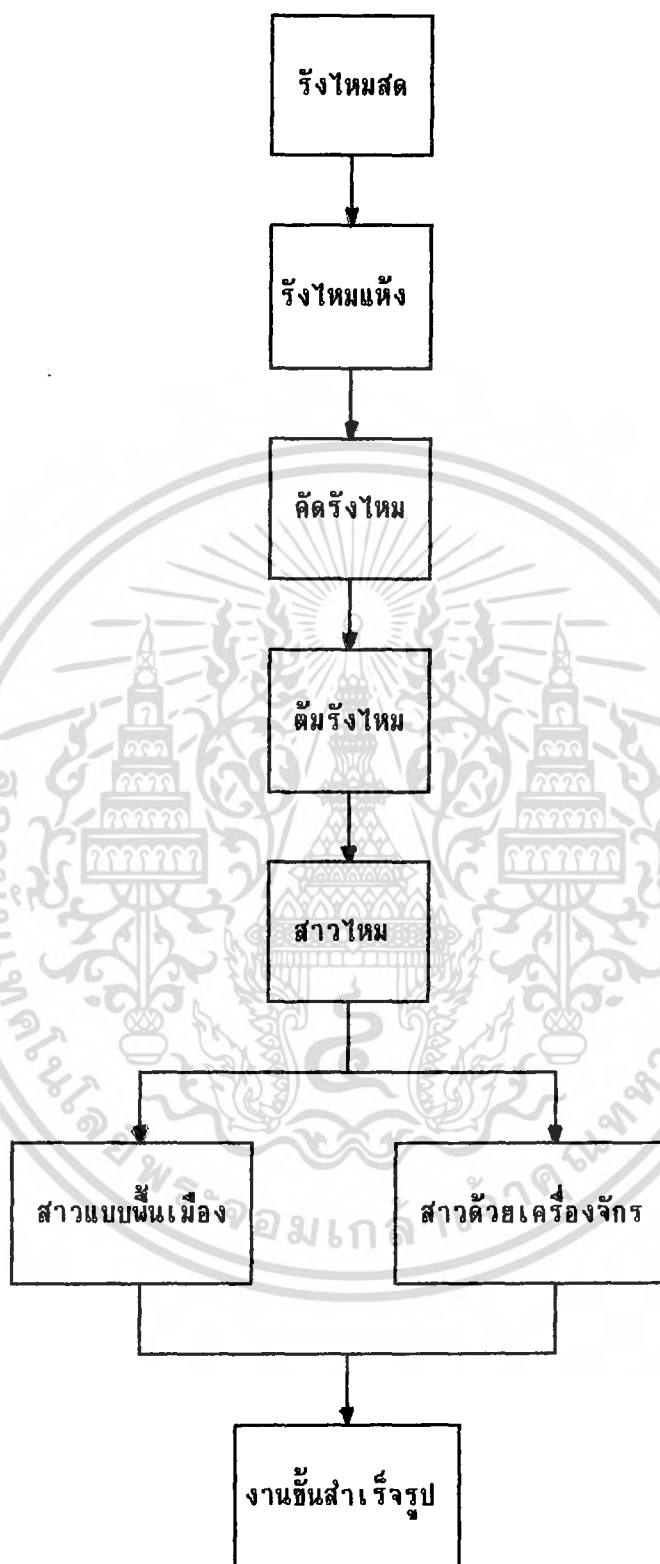 รังไหมสด
รังไหมแห้ง
คัดรังไหม
ต้มรังไหม
สาวไหม
สาวแบบพื้นเมือง
สาวด้วยเครื่องจักร
งานขั้นสำเร็จรูป